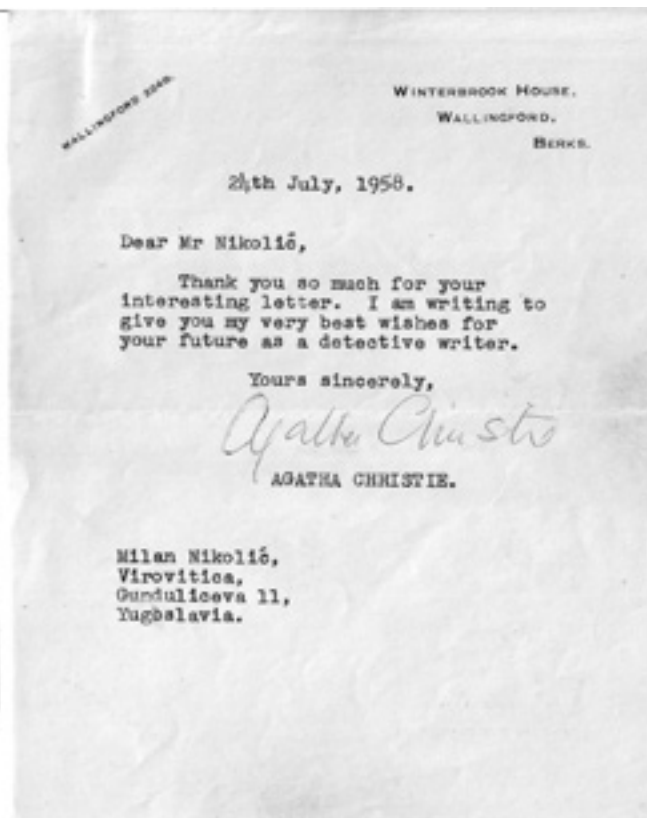 WALLINGFORD
WINTERBROOK HOUSE,
WALLINGFORD,
BERKS.
24th July, 1958.
Dear Mr Nikolić,
Thank you so much for your
interesting letter. I am writing to
give you my very best wishes for
your future as a detective writer.
Yours sincerely,
Agatha Christie
AGATHA CHRISTIE.
Milan Nikolić,
Virovitica,
Gunduliceva 11,
Yugoslavia.